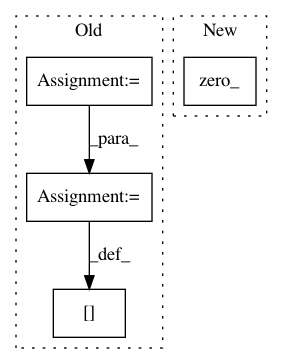 Old
New
Assignment:=
zero_
_para_
Assignment:=
_def_
[]